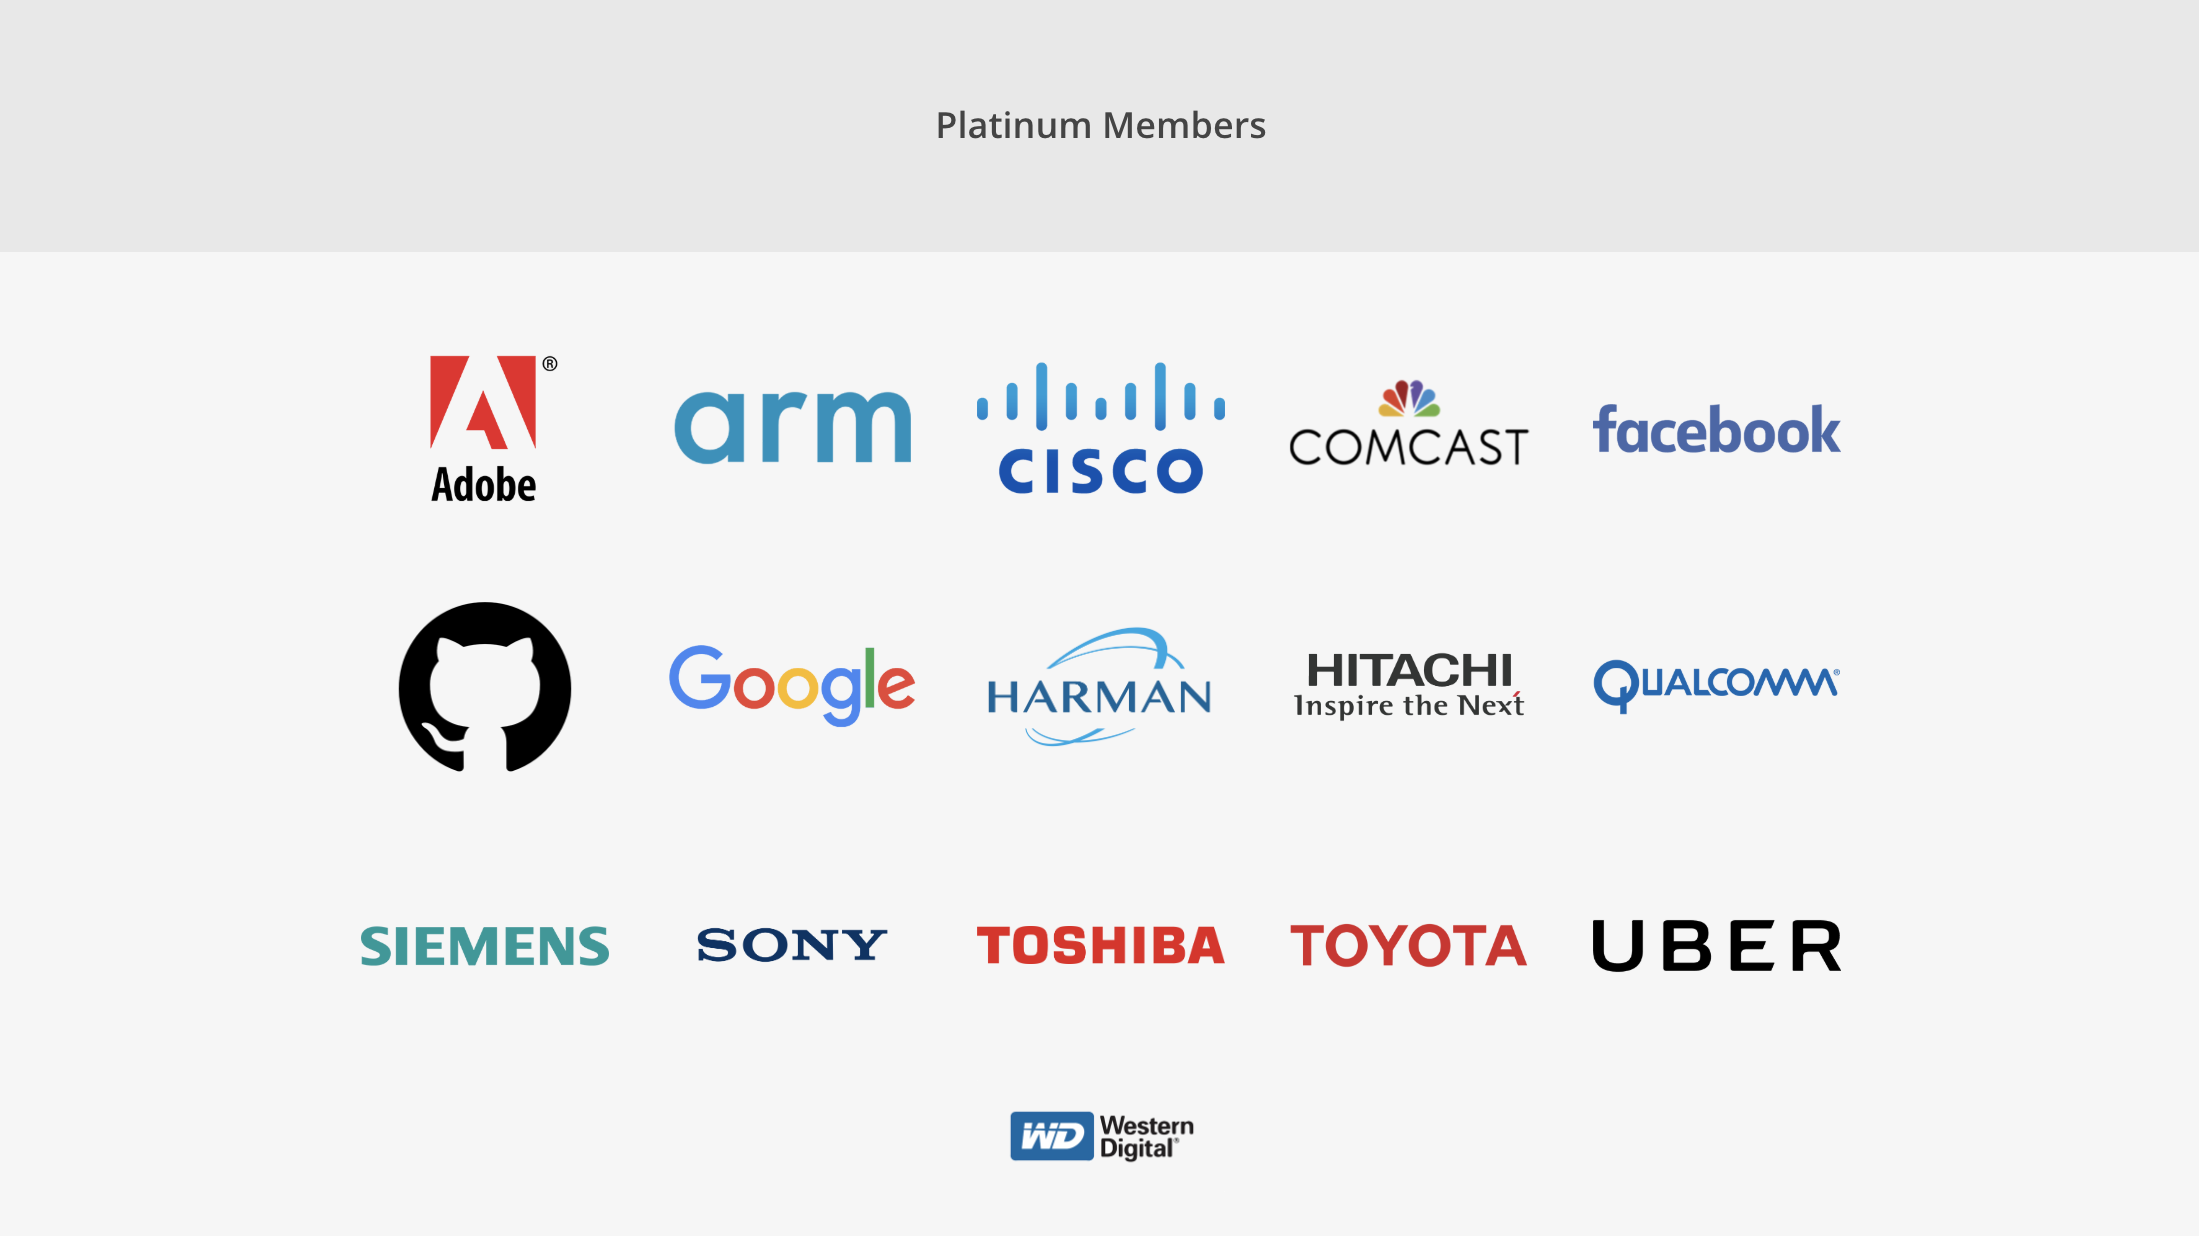 Platinum Members
Adobe®
arm
CISCO
COMCAST
facebook
Google
HARMAN
HITACHI
Inspire the Next
QUALCOMM®
SIEMENS
SONY
TOSHIBA
TOYOTA
UBER
WD Western
Digital®